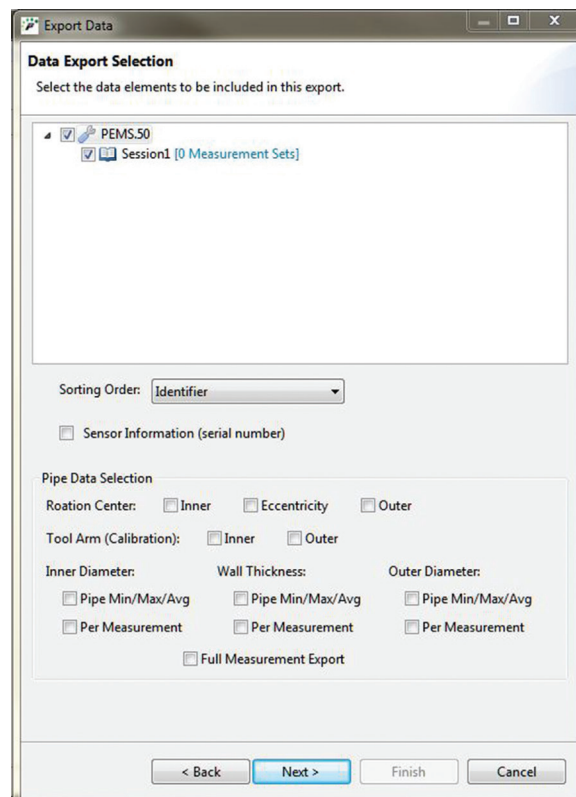 Export Data
Data Export Selection
Select the data elements to be included in this export.
PEMS.50
Session1 [0 Measurement Sets]
Sorting Order: Identifier
Sensor Information (serial number)
Pipe Data Selection
Roation Center: Inner Eccentricity Outer
Tool Arm (Calibration): Inner Outer
Inner Diameter: Wall Thickness: Outer Diameter:
Pipe Min/Max/Avg Pipe Min/Max/Avg Pipe Min/Max/Avg
Per Measurement Per Measurement Per Measurement
Full Measurement Export
< Back Next > Finish Cancel